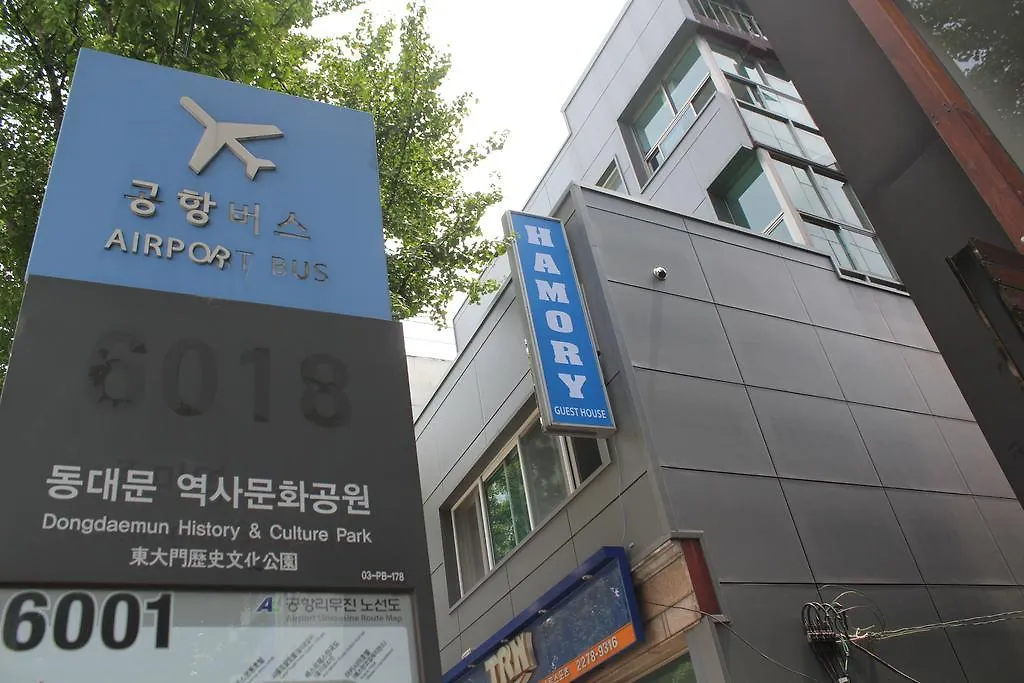 공항버스
AIRPORT BUS
6018
동대문 역사문화공원
Dongdaemun History & Culture Park
東大門歷史文化公園
03-PB-178
6001
공항리무진 노선도
Airport Limousine Route Map
HAMORY
GUEST HOUSE
2278-9316